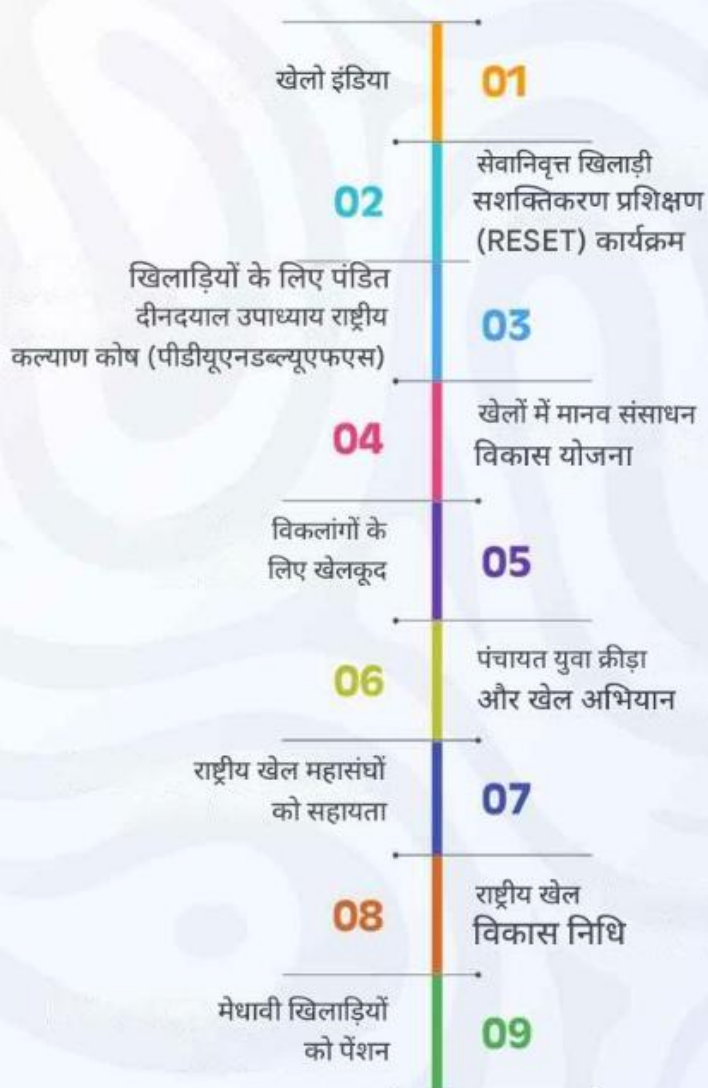 खेलो इंडिया
01
02
सेवानिवृत्त खिलाड़ी
सशक्तिकरण प्रशिक्षण
(RESET) कार्यक्रम
खिलाड़ियों के लिए पंडित
दीनदयाल उपाध्याय राष्ट्रीय
कल्याण कोष (पीडीयूएनडब्ल्यूएफएस)
03
04
खेलों में मानव संसाधन
विकास योजना
विकलांगों के
लिए खेलकूद
05
06
पंचायत युवा क्रीड़ा
और खेल अभियान
राष्ट्रीय खेल महासंघों
को सहायता
07
08
राष्ट्रीय खेल
विकास निधि
मेधावी खिलाड़ियों
को पेंशन
09